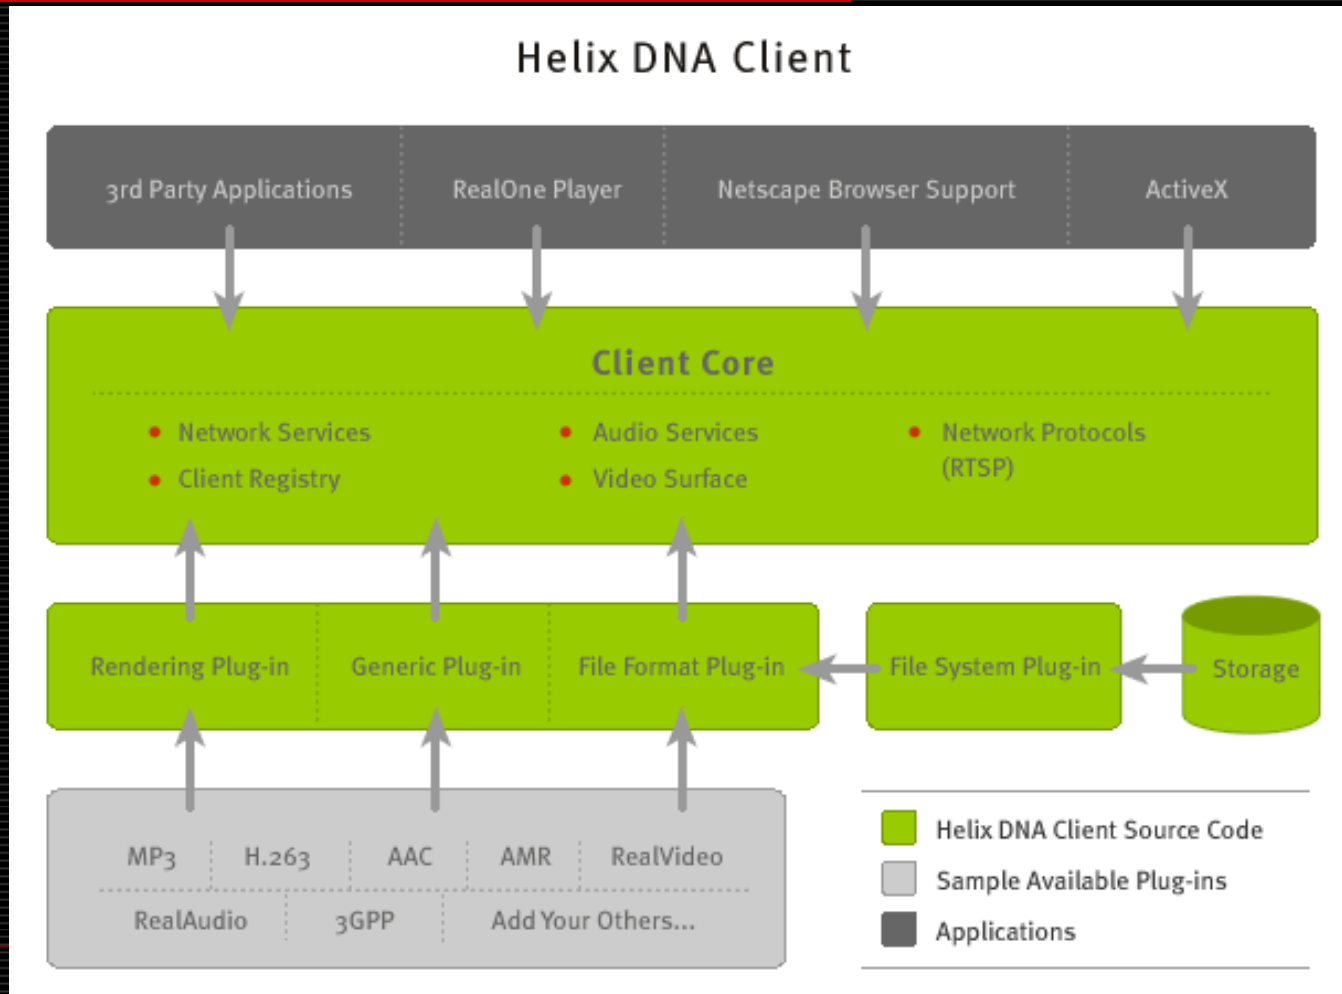 Helix DNA Client
3rd Party Applications
RealOne Player
Netscape Browser Support
ActiveX
Client Core
Network Services
Audio Services
Network Protocols
(RTSP)
Client Registry
Video Surface
Rendering Plug-in
Generic Plug-in
File Format Plug-in
File System Plug-in
Storage
MP3
H.263
AAC
AMR
RealVideo
RealAudio
3GPP
Add Your Others...
Helix DNA Client Source Code
Sample Available Plug-ins
Applications